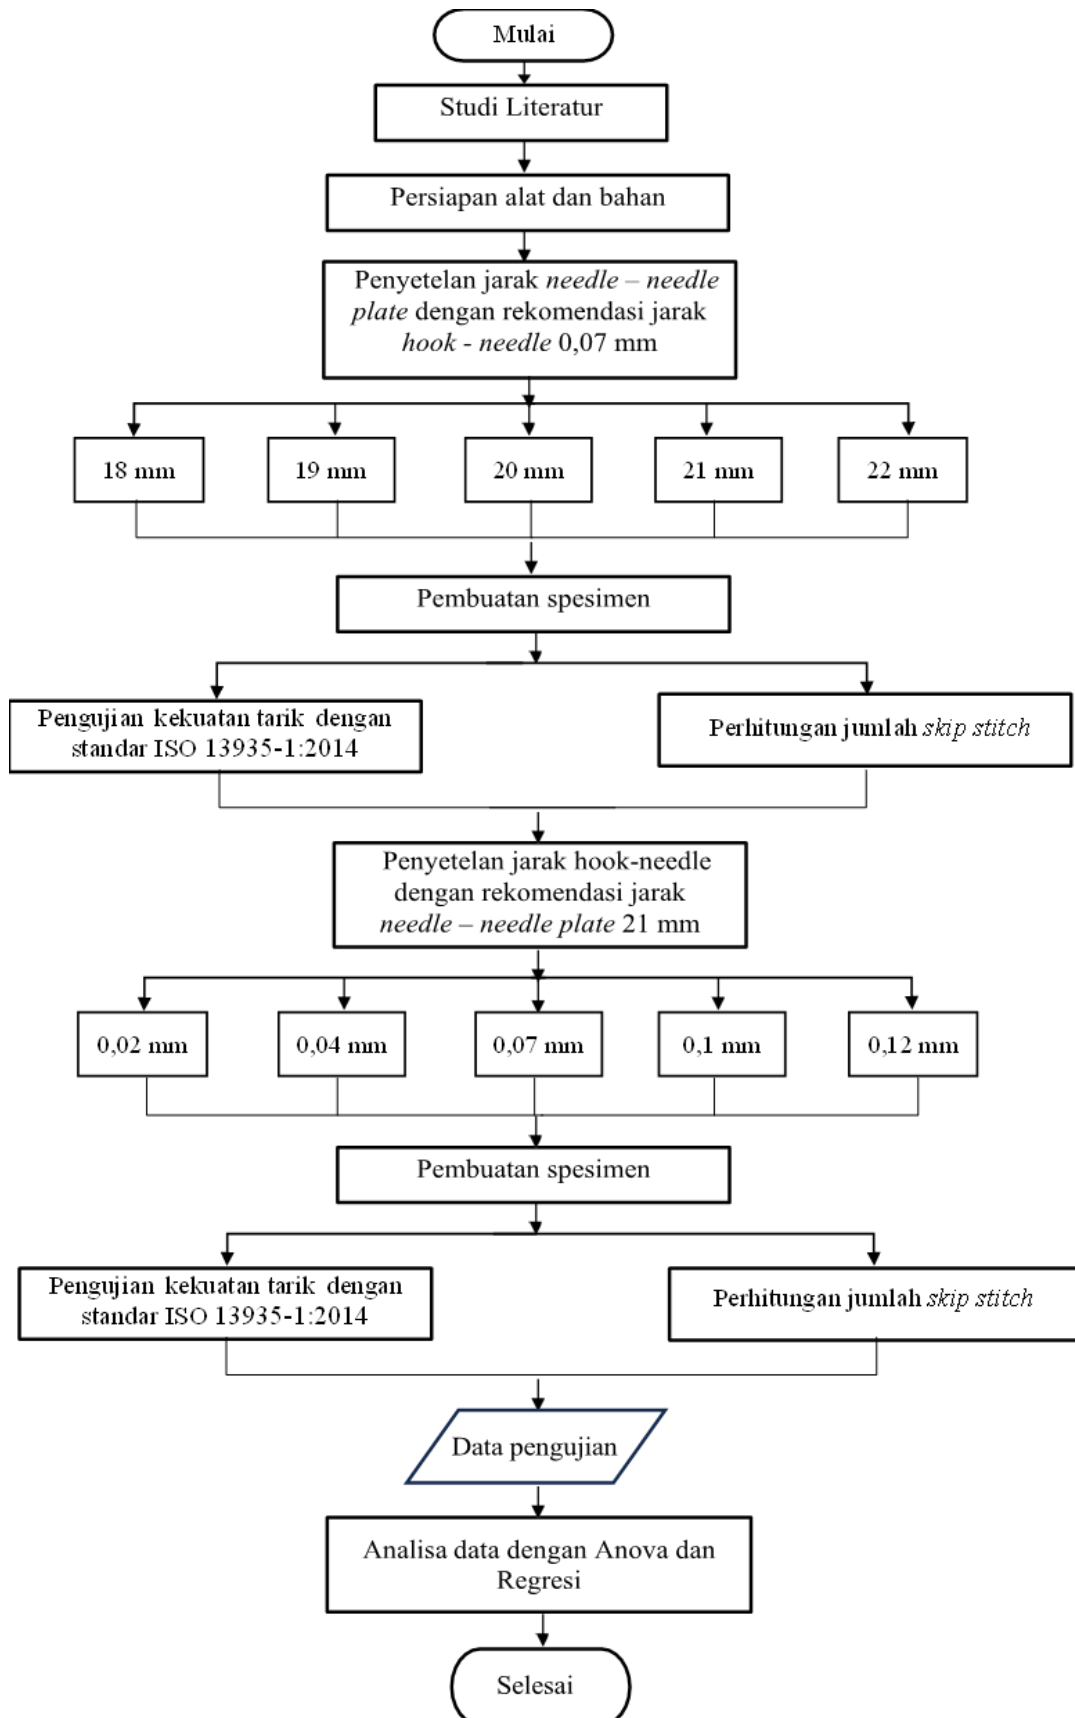 Mulai
Studi Literatur
Persiapan alat dan bahan
Penyetelan jarak needle – needle
plate dengan rekomendasi jarak
hook - needle 0,07 mm
18 mm
19 mm
20 mm
21 mm
22 mm
Pembuatan spesimen
Pengujian kekuatan tarik dengan
standar ISO 13935-1:2014
Perhitungan jumlah skip stitch
Penyetelan jarak hook-needle
dengan rekomendasi jarak
needle – needle plate 21 mm
0,02 mm
0,04 mm
0,07 mm
0,1 mm
0,12 mm
Pembuatan spesimen
Pengujian kekuatan tarik dengan
standar ISO 13935-1:2014
Perhitungan jumlah skip stitch
Data pengujian
Analisa data dengan Anova dan
Regresi
Selesai